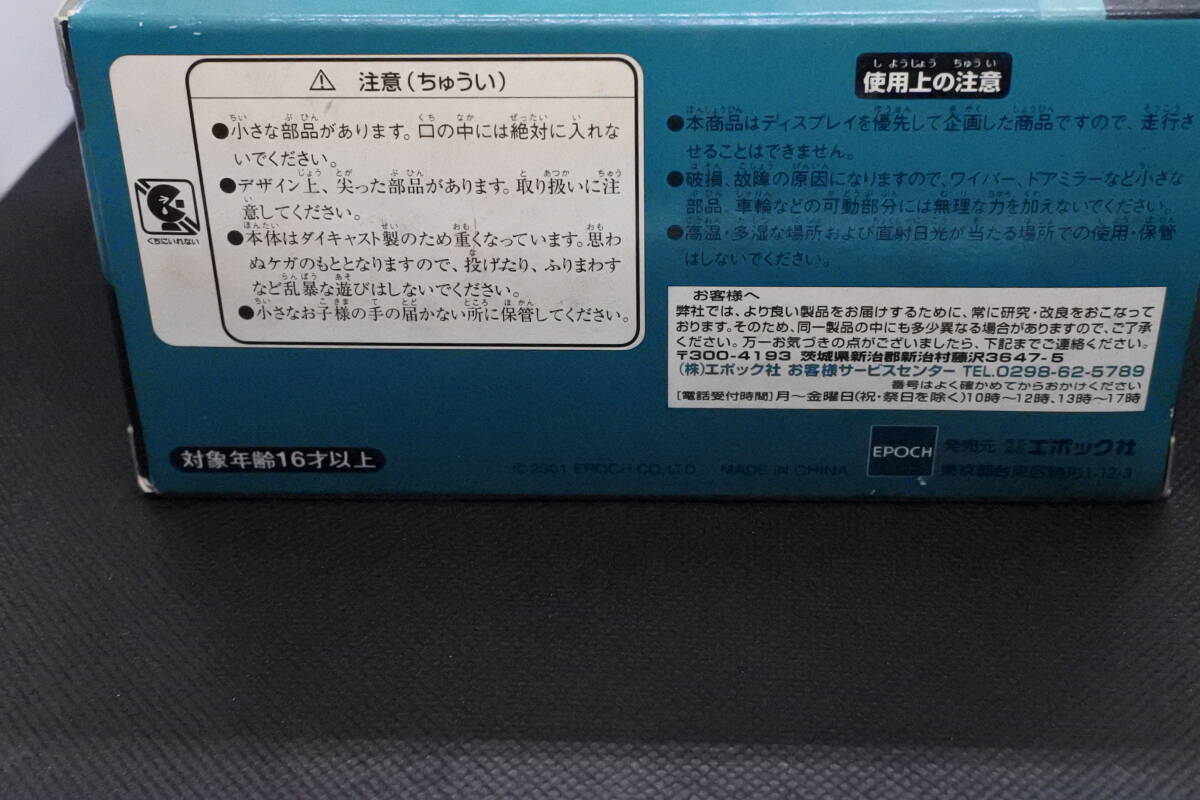 ⚠ 注意(ちゅうい)
●小さな部品があります。口の中には絶対に入れな
いでください。
●デザイン上、尖った部品があります。取り扱いに注
意してください。
●本体はダイキャスト製のため重くなっています。思わ
ぬケガのもととなりますので、投げたり、ふりまわす
など乱暴な遊びはしないでください。
●小さなお子様の手の届かない所に保管してください。
くちにいれない
対象年齢16才以上
使用上の注意
●本商品はディスプレイを優先して企画した商品ですので、走行さ
せることはできません。
●破損、故障の原因になりますので、ワイパー、ドアミラーなど小さな
部品、車輪などの可動部分には無理な力を加えないでください。
●高温・多湿な場所および直射日光が当たる場所での使用・保管
はしないでください。
お客様へ
弊社では、より良い製品をお届けするために、常に研究・改良をおこなって
おります。そのため、同一製品の中にも多少異なる場合がありますので、ご了承
ください。万一お気づきの点がございましたら、下記までご連絡ください。
〒300-4193 茨城県新治郡新治村藤沢3647-5
(株)エポック社 お客様サービスセンター TEL.0298-62-5789
番号はよく確かめてからおかけください
[電話受付時間]月〜金曜日(祝・祭日を除く)10時〜12時、13時〜17時
©2001 EPOCH CO., LTD. MADE IN CHINA
EPOCH
発売元 株式会社 エポック社
東京都台東区駒形1-12-3